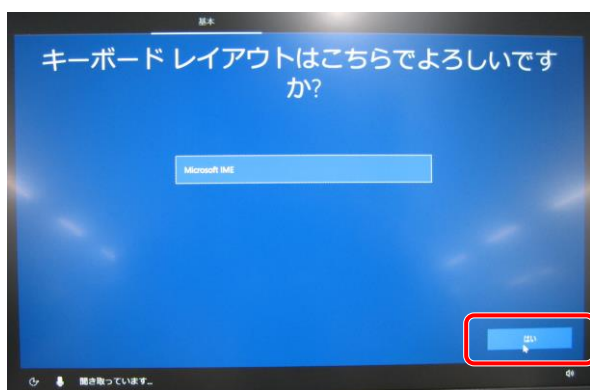 基本
キーボード レイアウトはこちらでよろしいです
か?
Microsoft IME
はい
聞き取っています...